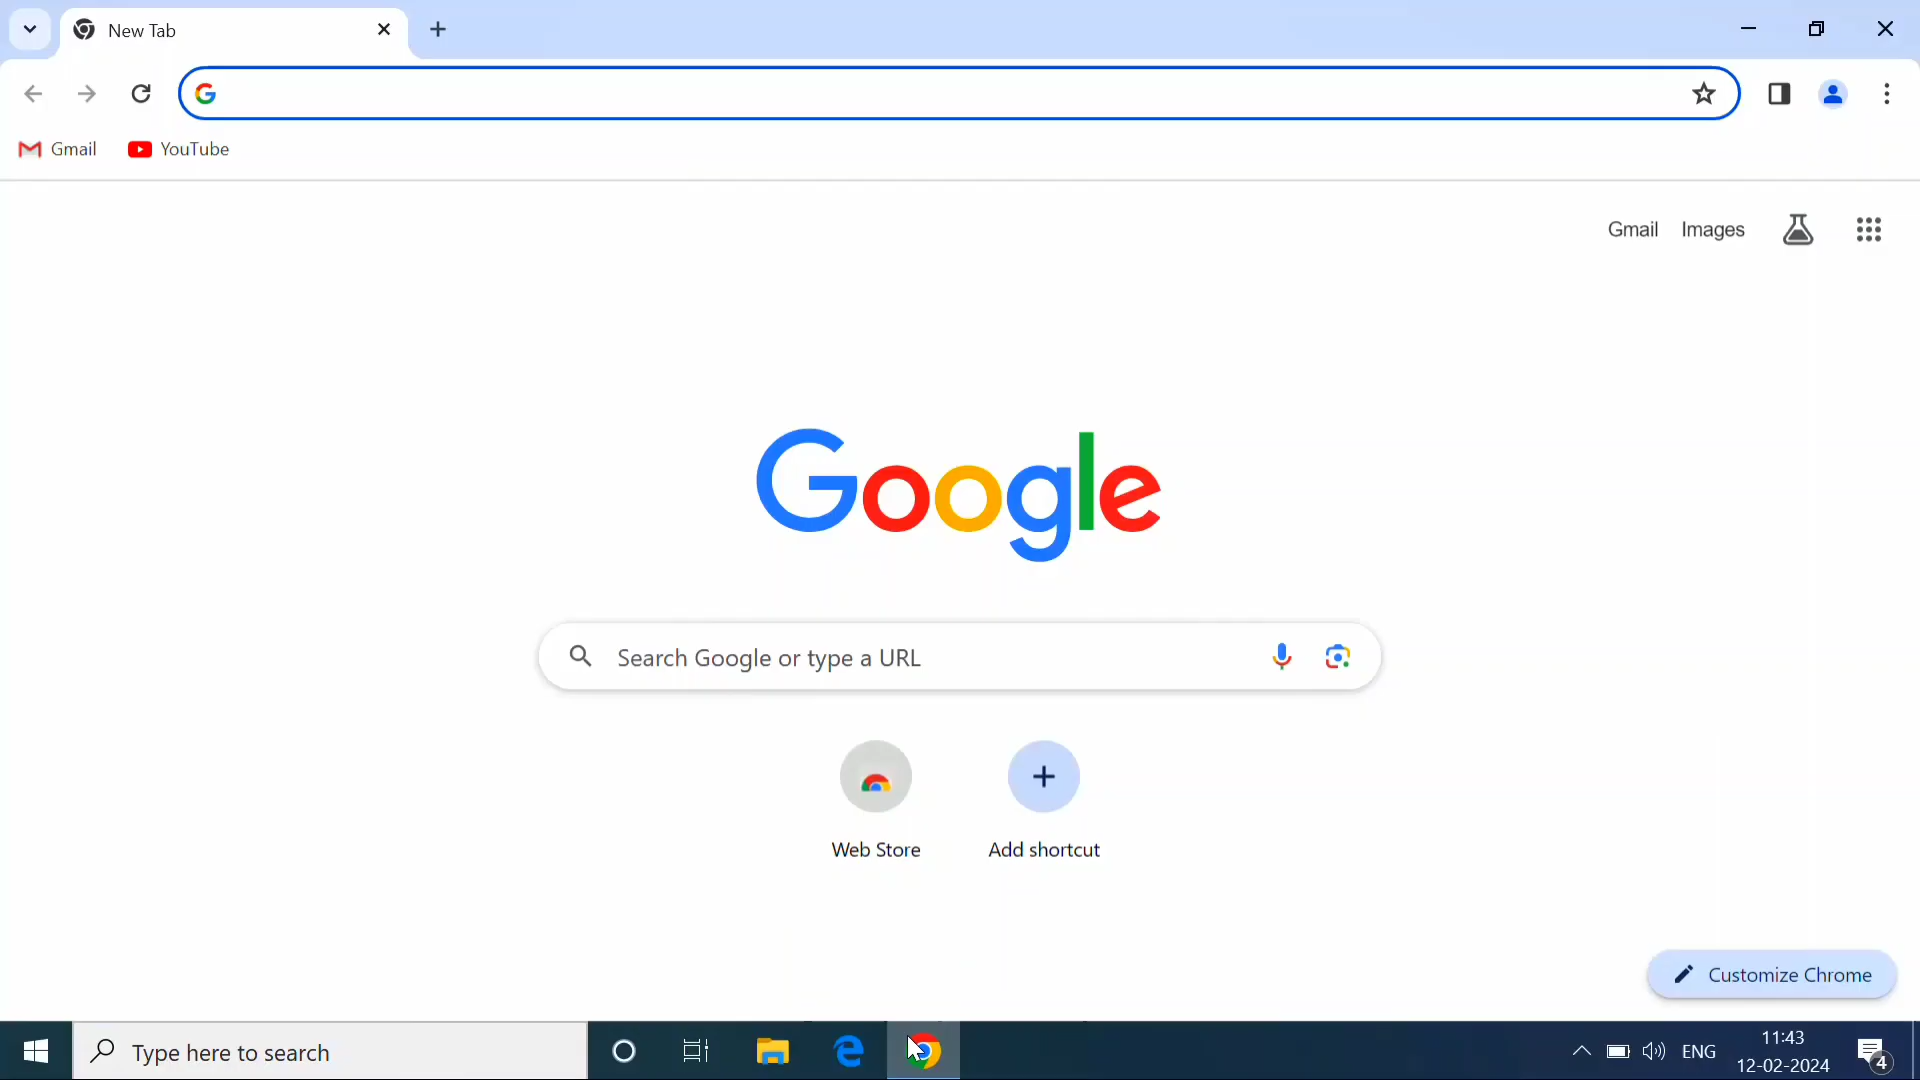 New Tab
Gmail
YouTube
Gmail Images
Google
Search Google or type a URL
Web Store
Add shortcut
Customize Chrome
Type here to search
ENG
11:43
12-02-2024
4